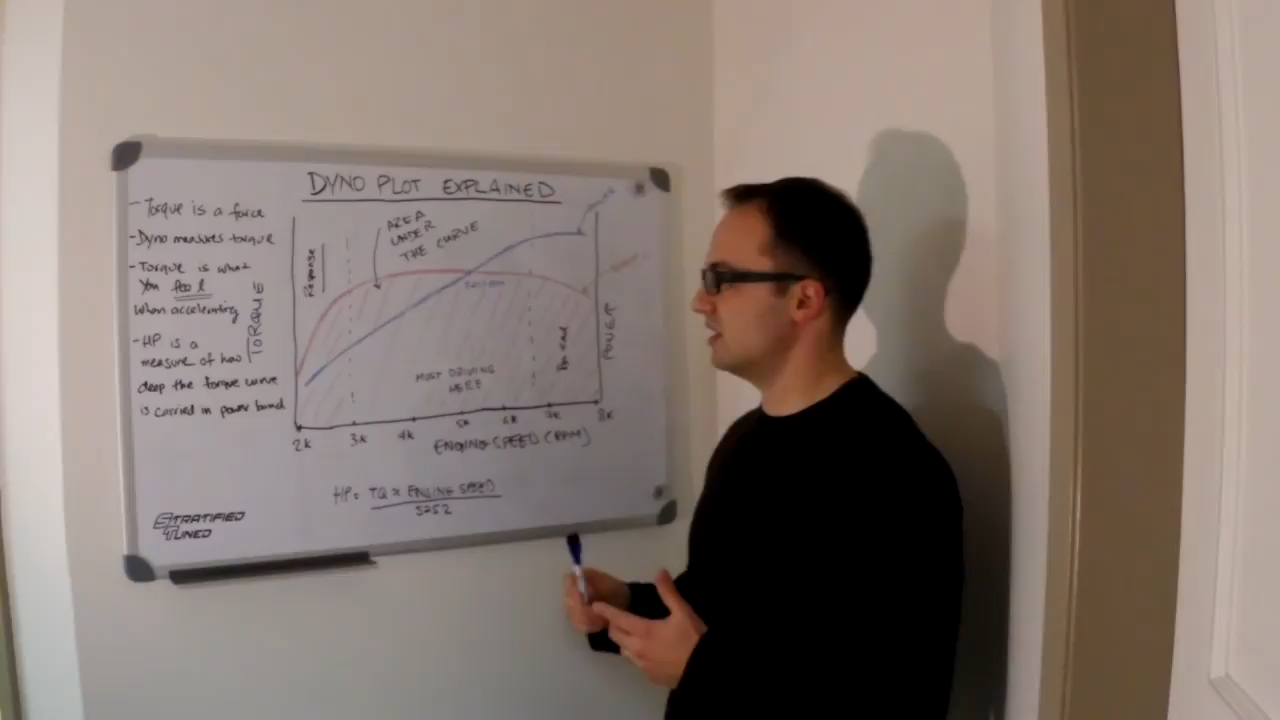 DYNO PLOT EXPLAINED
- Torque is a force
- Dyno measures torque
- Torque is what
you feel
when accelerating
- HP is a
measure of how
deep the torque curve
is carried in power band
TORQUE
Response
AREA
UNDER
THE CURVE
MOST DRIVING
HERE
POWER
2k 3k 4k 5k 6k 7k 8k
ENGINE SPEED (RPM)
HP = TQ x ENGINE SPEED
5252
STRATIFIED
TUNED